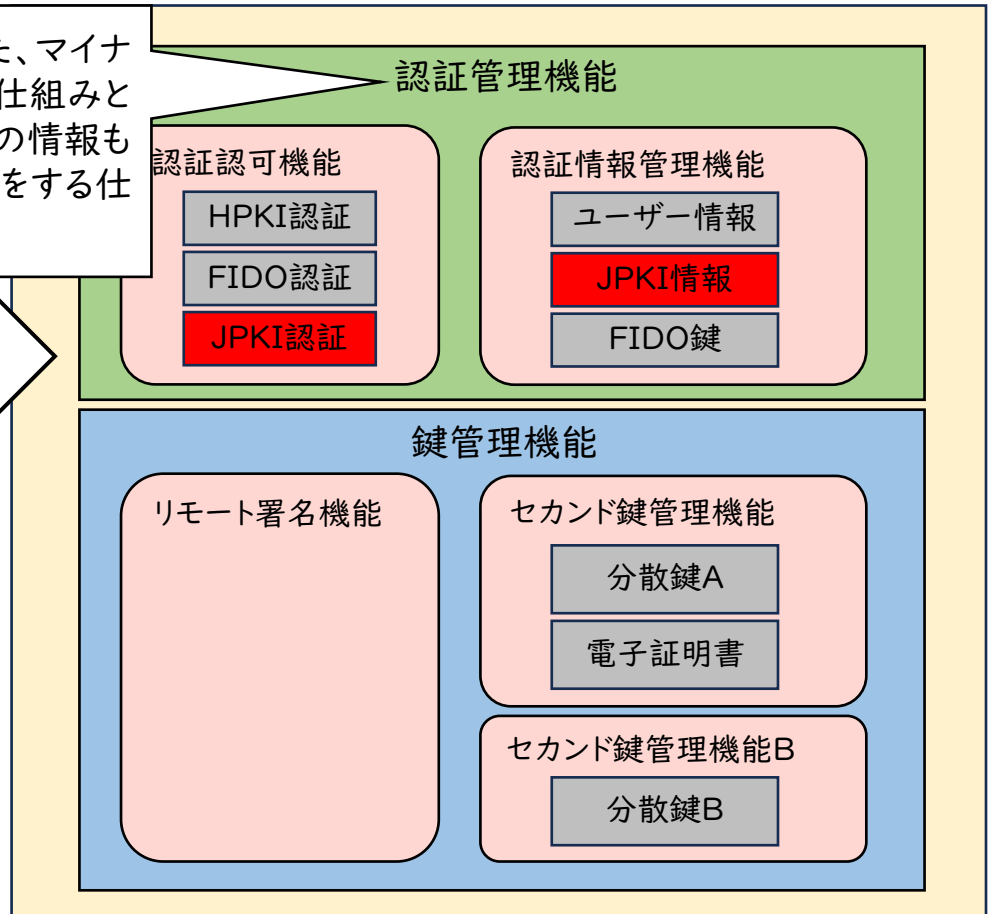 た、マイナ
仕組みと
の情報も
をする仕
認証管理機能
認証認可機能
HPKI認証
FIDO認証
JPKI認証
認証情報管理機能
ユーザー情報
JPKI情報
FIDO鍵
鍵管理機能
リモート署名機能
セカンド鍵管理機能
分散鍵A
電子証明書
セカンド鍵管理機能B
分散鍵B